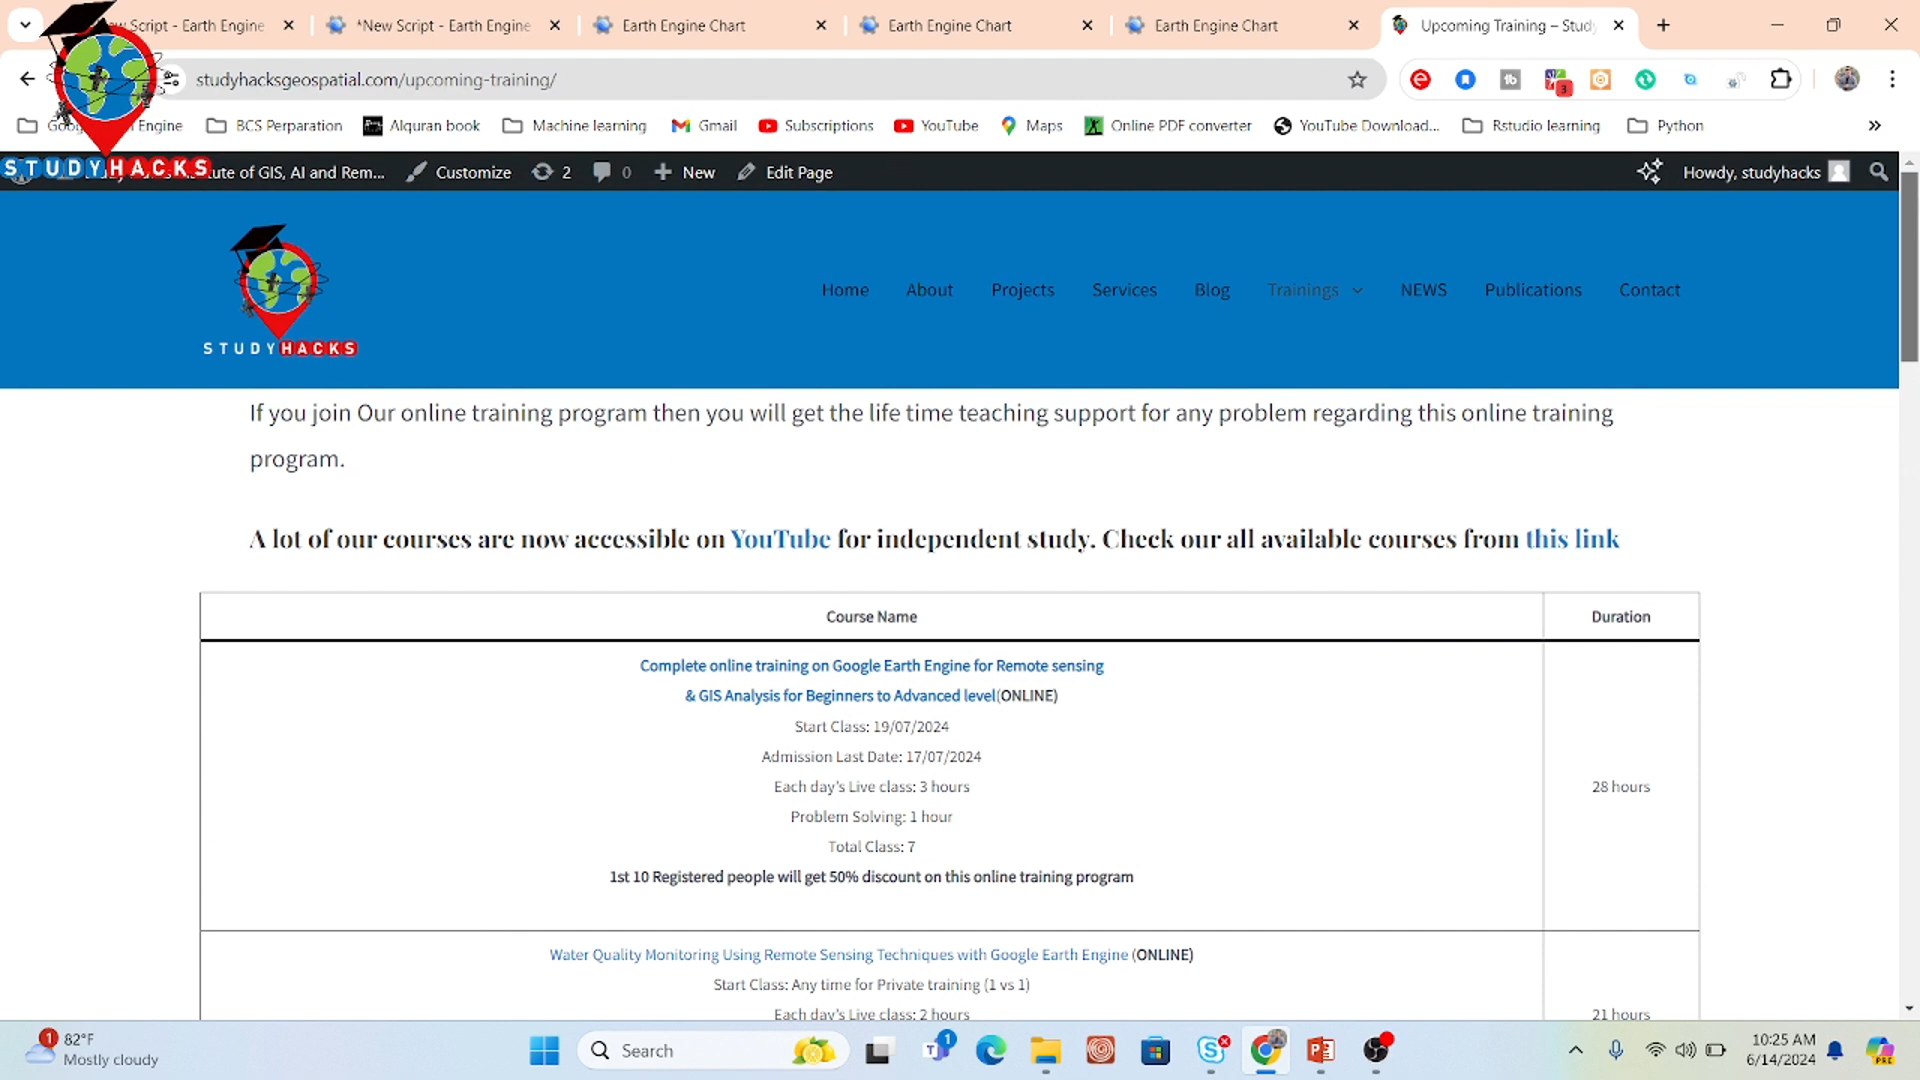 Script - Earth Engine
*New Script - Earth Engine
Earth Engine Chart
Earth Engine Chart
Earth Engine Chart
Upcoming Training – Study
studyhacksgeospatial.com/upcoming-training/
3
Engine
BCS Perparation
Alquran book
Machine learning
Gmail
Subscriptions
YouTube
Maps
Online PDF converter
YouTube Download...
Rstudio learning
Python
STUDYHACKS
ute of GIS, AI and Rem...
Customize
2
0
New
Edit Page
Howdy, studyhacks
STUDYHACKS
Home
About
Projects
Services
Blog
Trainings
NEWS
Publications
Contact
If you join Our online training program then you will get the life time teaching support for any problem regarding this online training
program.
A lot of our courses are now accessible on YouTube for independent study. Check our all available courses from this link
Course Name
Duration
Complete online training on Google Earth Engine for Remote sensing
& GIS Analysis for Beginners to Advanced level(ONLINE)
Start Class: 19/07/2024
Admission Last Date: 17/07/2024
Each day's Live class: 3 hours
28 hours
Problem Solving: 1 hour
Total Class: 7
1st 10 Registered people will get 50% discount on this online training program
Water Quality Monitoring Using Remote Sensing Techniques with Google Earth Engine (ONLINE)
Start Class: Any time for Private training (1 vs 1)
Each day's Live class: 2 hours
21 hours
1
82°F
Mostly cloudy
Search
1
10:25 AM
6/14/2024
PRE